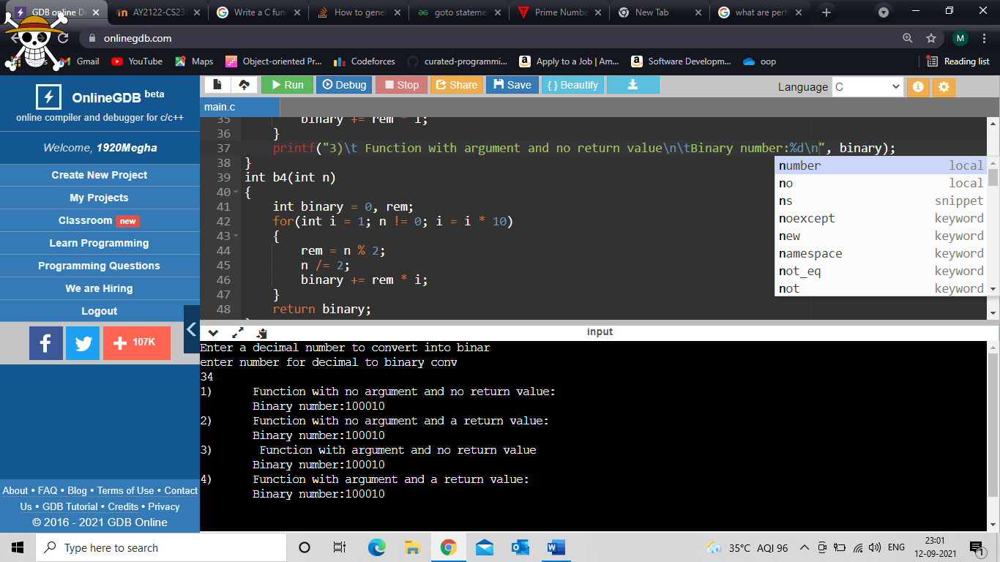 GDB online De
AY2122-CS23
Write a C fun
How to gener
goto stateme
Prime Numbe
New Tab
what are perf
onlinegdb.com
M
Apps
Gmail
YouTube
Maps
Object-oriented Pr...
Codeforces
curated-programmi...
Apply to a Job | Am...
Software Developm...
oop
Reading list
OnlineGDB beta
online compiler and debugger for c/c++
Welcome, 1920Megha
Create New Project
My Projects
Classroom new
Learn Programming
Programming Questions
We are Hiring
Logout
107K
About • FAQ • Blog • Terms of Use • Contact
Us • GDB Tutorial • Credits • Privacy
© 2016 - 2021 GDB Online
Run
Debug
Stop
Share
Save
{ } Beautify
Language C
main.c
35 binary += rem * i;
36 }
37 printf("3)\t Function with argument and no return value\n\tBinary number:%d\n", binary);
38 }
39 int b4(int n)
40 {
41 int binary = 0, rem;
42 for(int i = 1; n != 0; i = i * 10)
43 {
44 rem = n % 2;
45 n /= 2;
46 binary += rem * i;
47 }
48 return binary;
number local
no local
ns snippet
noexcept keyword
new keyword
namespace keyword
not_eq keyword
not keyword
input
Enter a decimal number to convert into binar
enter number for decimal to binary conv
34
1) Function with no argument and no return value:
Binary number:100010
2) Function with no argument and a return value:
Binary number:100010
3) Function with argument and no return value
Binary number:100010
4) Function with argument and a return value:
Binary number:100010
Type here to search
35°C AQI 96
ENG
23:01
12-09-2021
1